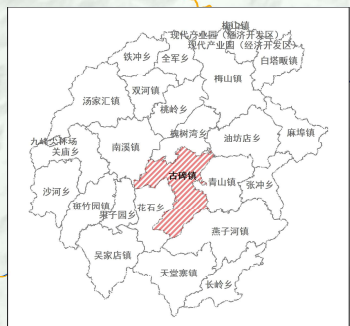 梅山镇
现代产业园（经济开发区）
现代产业园（经济开发区）
铁冲乡
全军乡
白塔畈镇
梅山镇
双河镇
汤家汇镇
桃岭乡
槐树湾乡
油坊店乡
麻埠镇
九峰尖林场
关庙乡
南溪镇
古碑镇
青山镇
张冲乡
沙河乡
斑竹园镇
果子园乡
花石乡
燕子河镇
吴家店镇
天堂寨镇
长岭乡